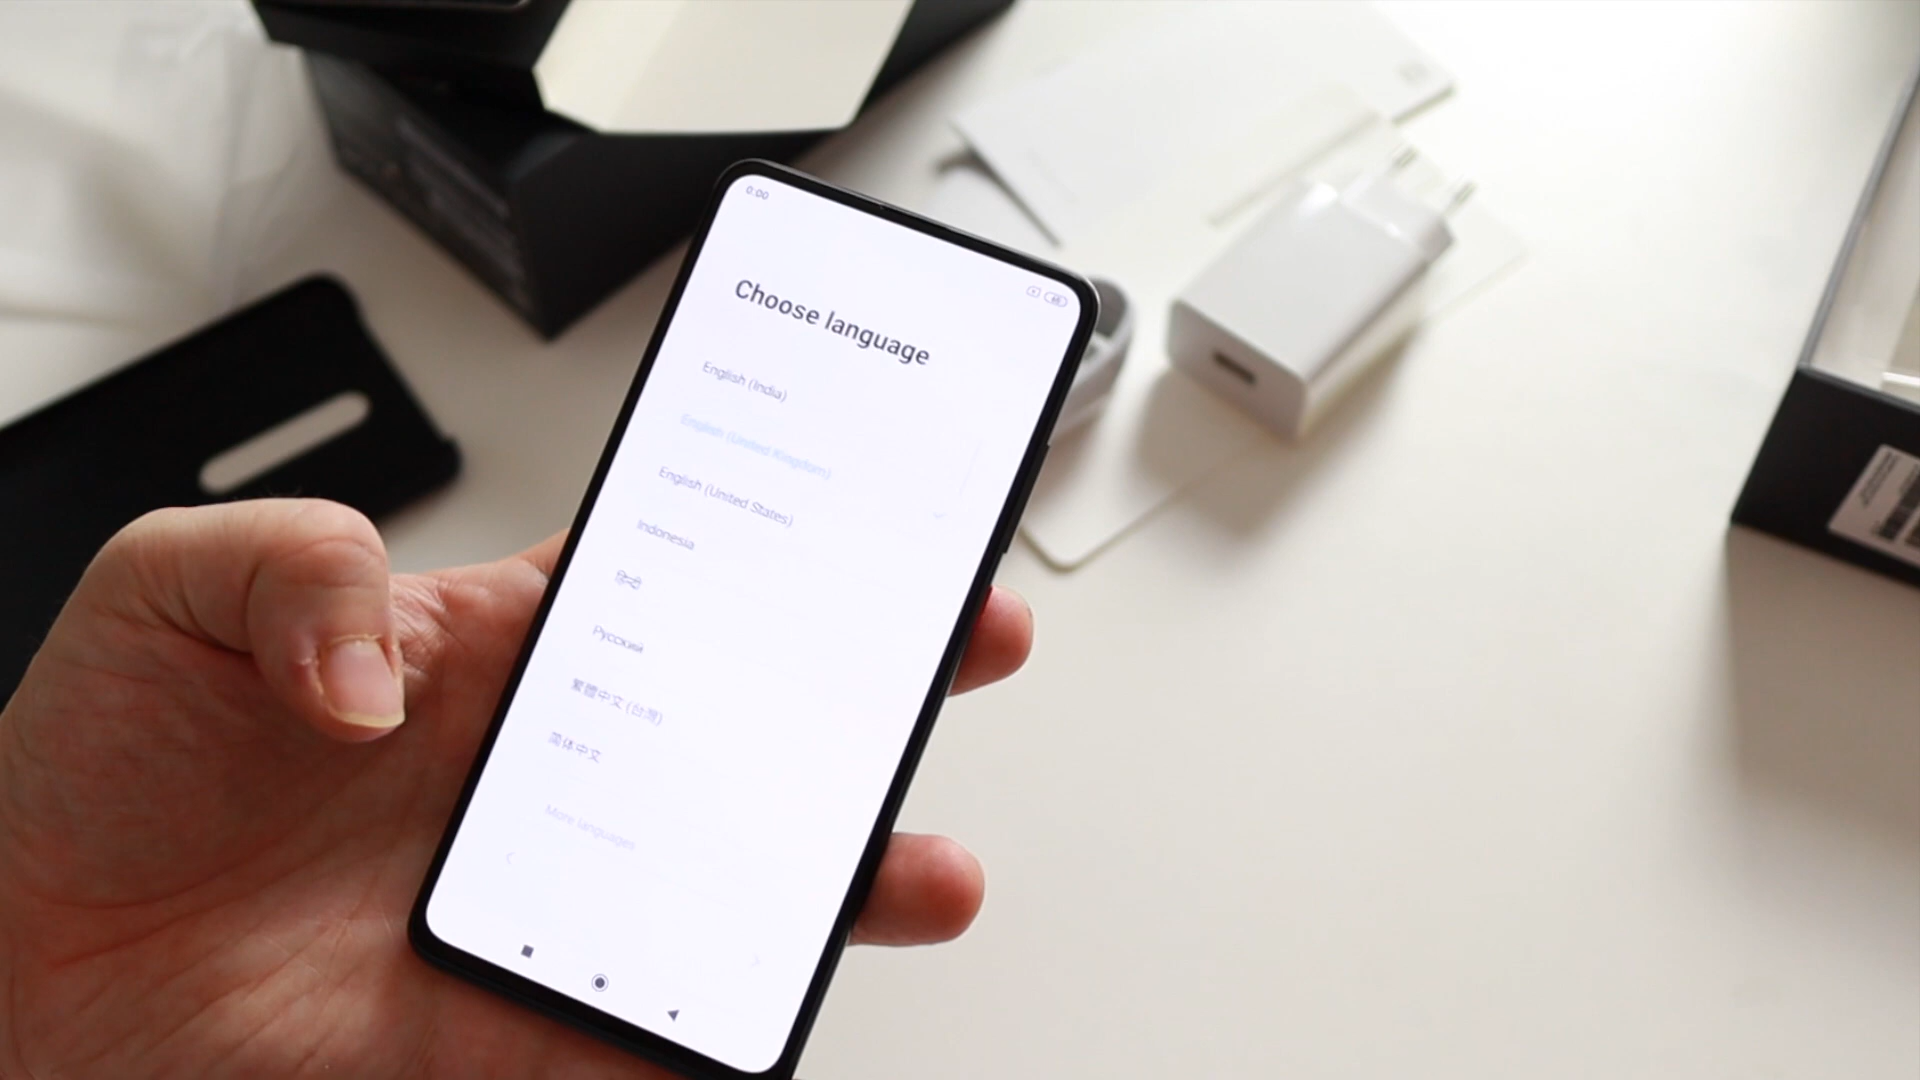 0:00
Choose language
English (India)
English (United Kingdom)
English (United States)
Indonesia
हिन्दी
Русский
繁體中文 (台灣)
简体中文
More languages